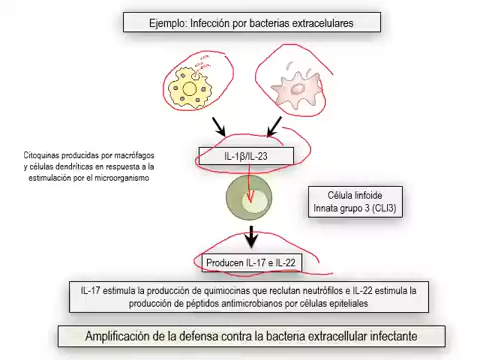 Ejemplo: Infección por bacterias extracelulares
IL-1β/IL-23
Citoquinas producidas por macrófagos
y células dendríticas en respuesta a la
estimulación por el microorganismo
Célula linfoide
Innata grupo 3 (CLI3)
Producen IL-17 e IL-22
IL-17 estimula la producción de quimiocinas que reclutan neutrófilos e IL-22 estimula la
producción de péptidos antimicrobianos por células epiteliales
Amplificación de la defensa contra la bacteria extracellular infectante